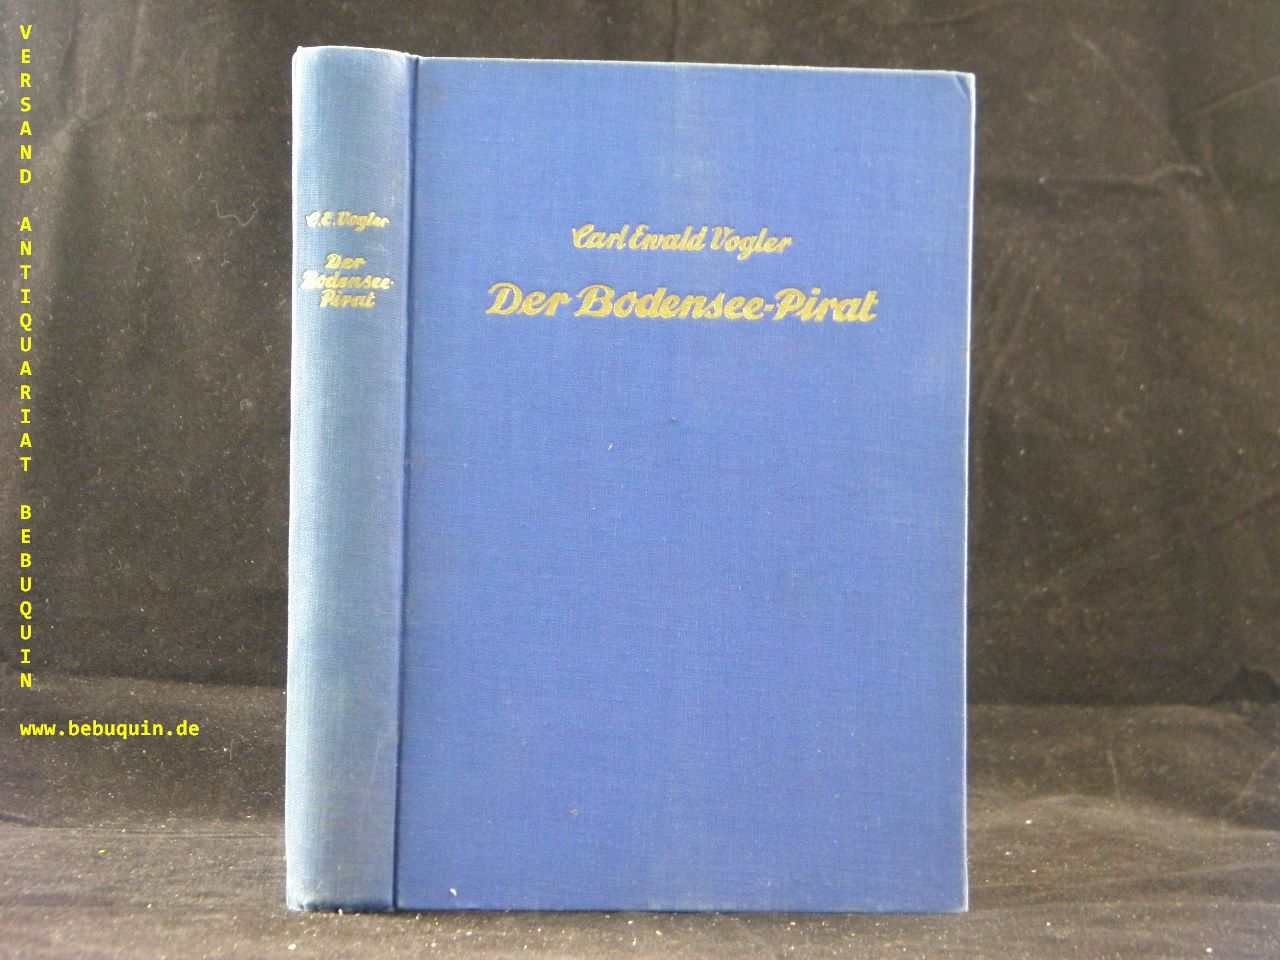 VERSAND ANTIQUARIAT BEBUQUIN
www.bebuquin.de
C.E. Vogler
Der
Bodensee-
Pirat
Carl Ewald Vogler
Der Bodensee-Pirat